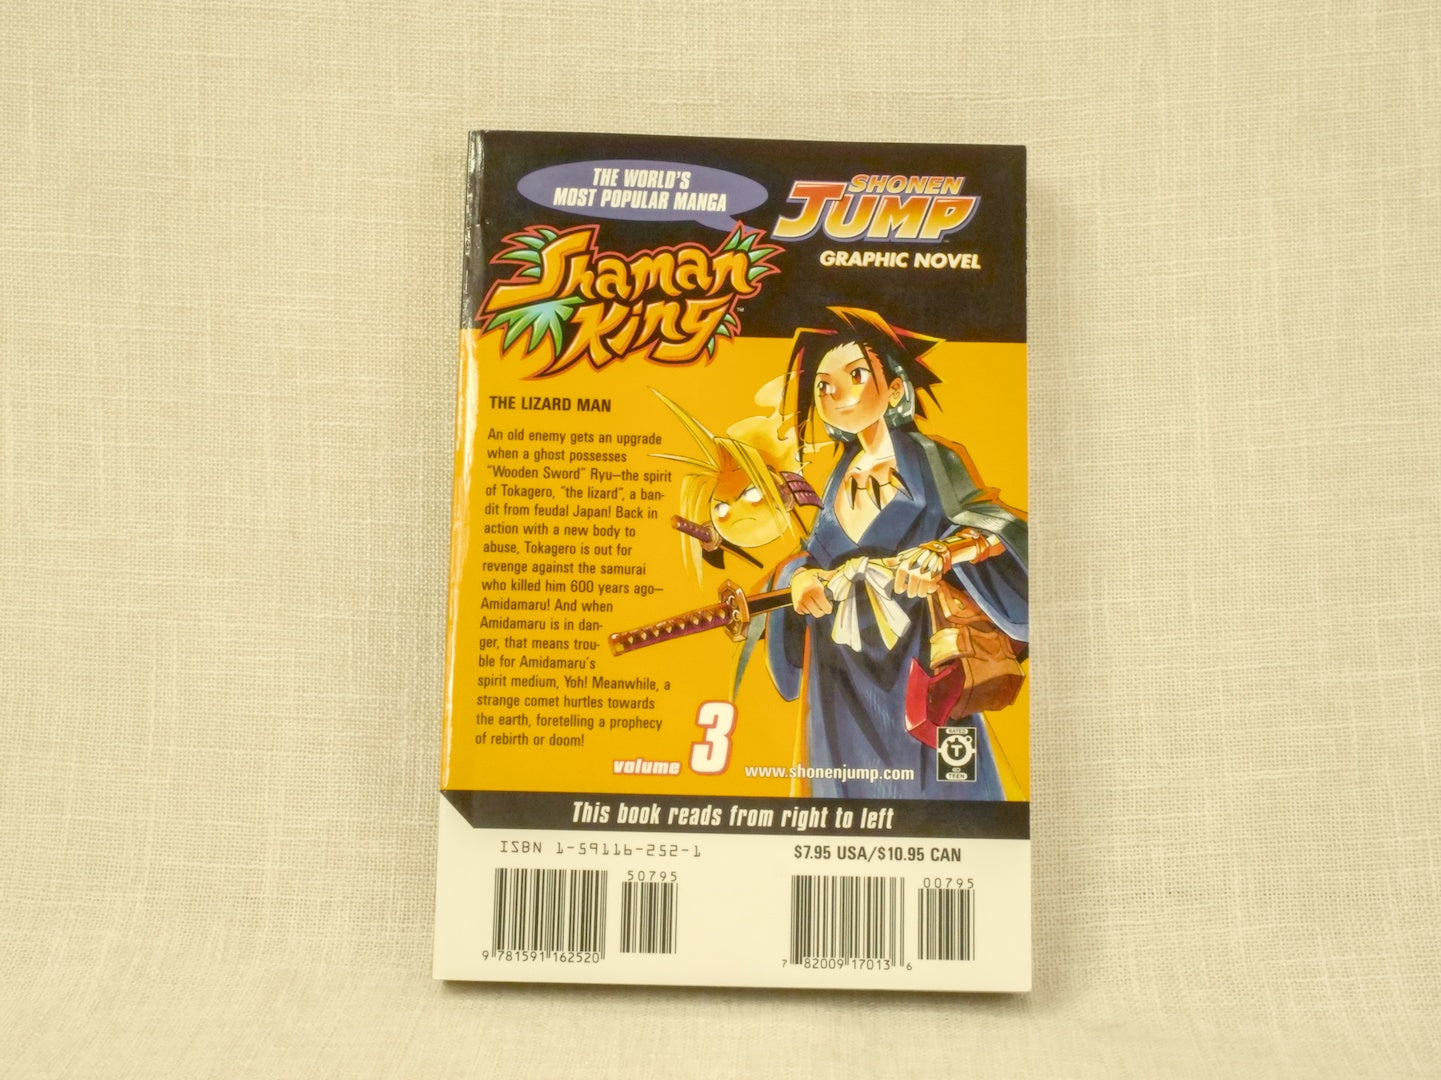 THE WORLD'S
MOST POPULAR MANGA
SHONEN
JUMP
GRAPHIC NOVEL
Shaman
King™
THE LIZARD MAN
An old enemy gets an upgrade
when a ghost possesses
"Wooden Sword" Ryu—the spirit
of Tokagero, "the lizard", a ban-
dit from feudal Japan! Back in
action with a new body to
abuse, Tokagero is out for
revenge against the samurai
who killed him 600 years ago—
Amidamaru! And when
Amidamaru is in dan-
ger, that means trou-
ble for Amidamaru's
spirit medium, Yoh! Meanwhile, a
strange comet hurtles towards
the earth, foretelling a prophecy
of rebirth or doom!
volume 3
www.shonenjump.com
RATED
T
TEEN
This book reads from right to left
ISBN 1-59116-252-1
$7.95 USA/$10.95 CAN
50795
9 781591 162520
00795
7 82009 17013 6